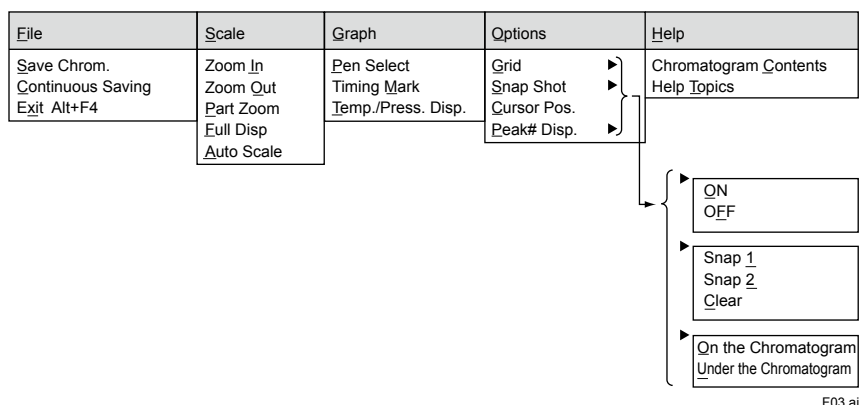 File
Save Chrom.
Continuous Saving
Exit Alt+F4
Scale
Zoom In
Zoom Out
Part Zoom
Full Disp
Auto Scale
Graph
Pen Select
Timing Mark
Temp./Press. Disp.
Options
Grid
Snap Shot
Cursor Pos.
Peak# Disp.
Help
Chromatogram Contents
Help Topics
ON
OFF
Snap 1
Snap 2
Clear
On the Chromatogram
Under the Chromatogram
F03.ai